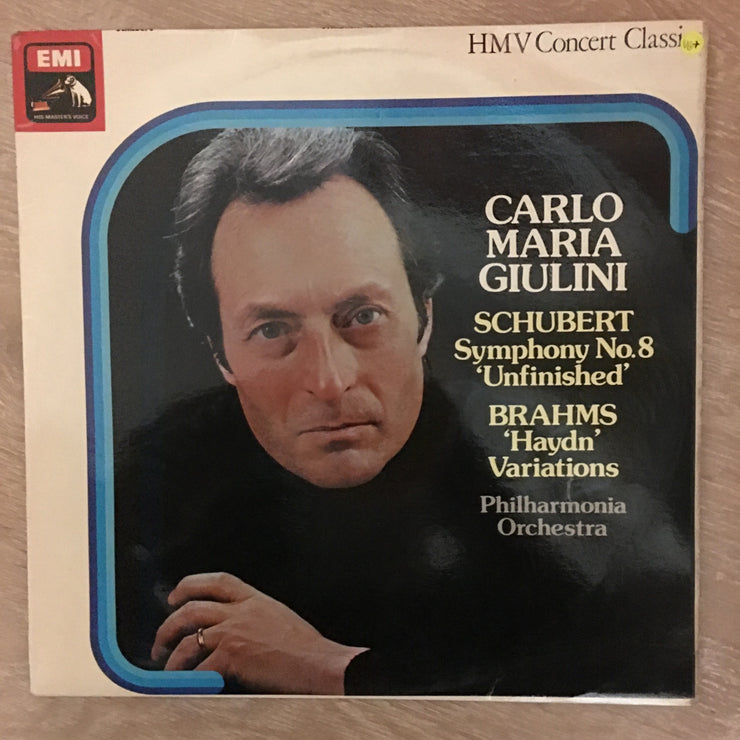 EMI
HIS MASTER'S VOICE
HMV Concert Classi
VG+
CARLO
MARIA
GIULINI
SCHUBERT
Symphony No.8
'Unfinished'
BRAHMS
'Haydn'
Variations
Philharmonia
Orchestra